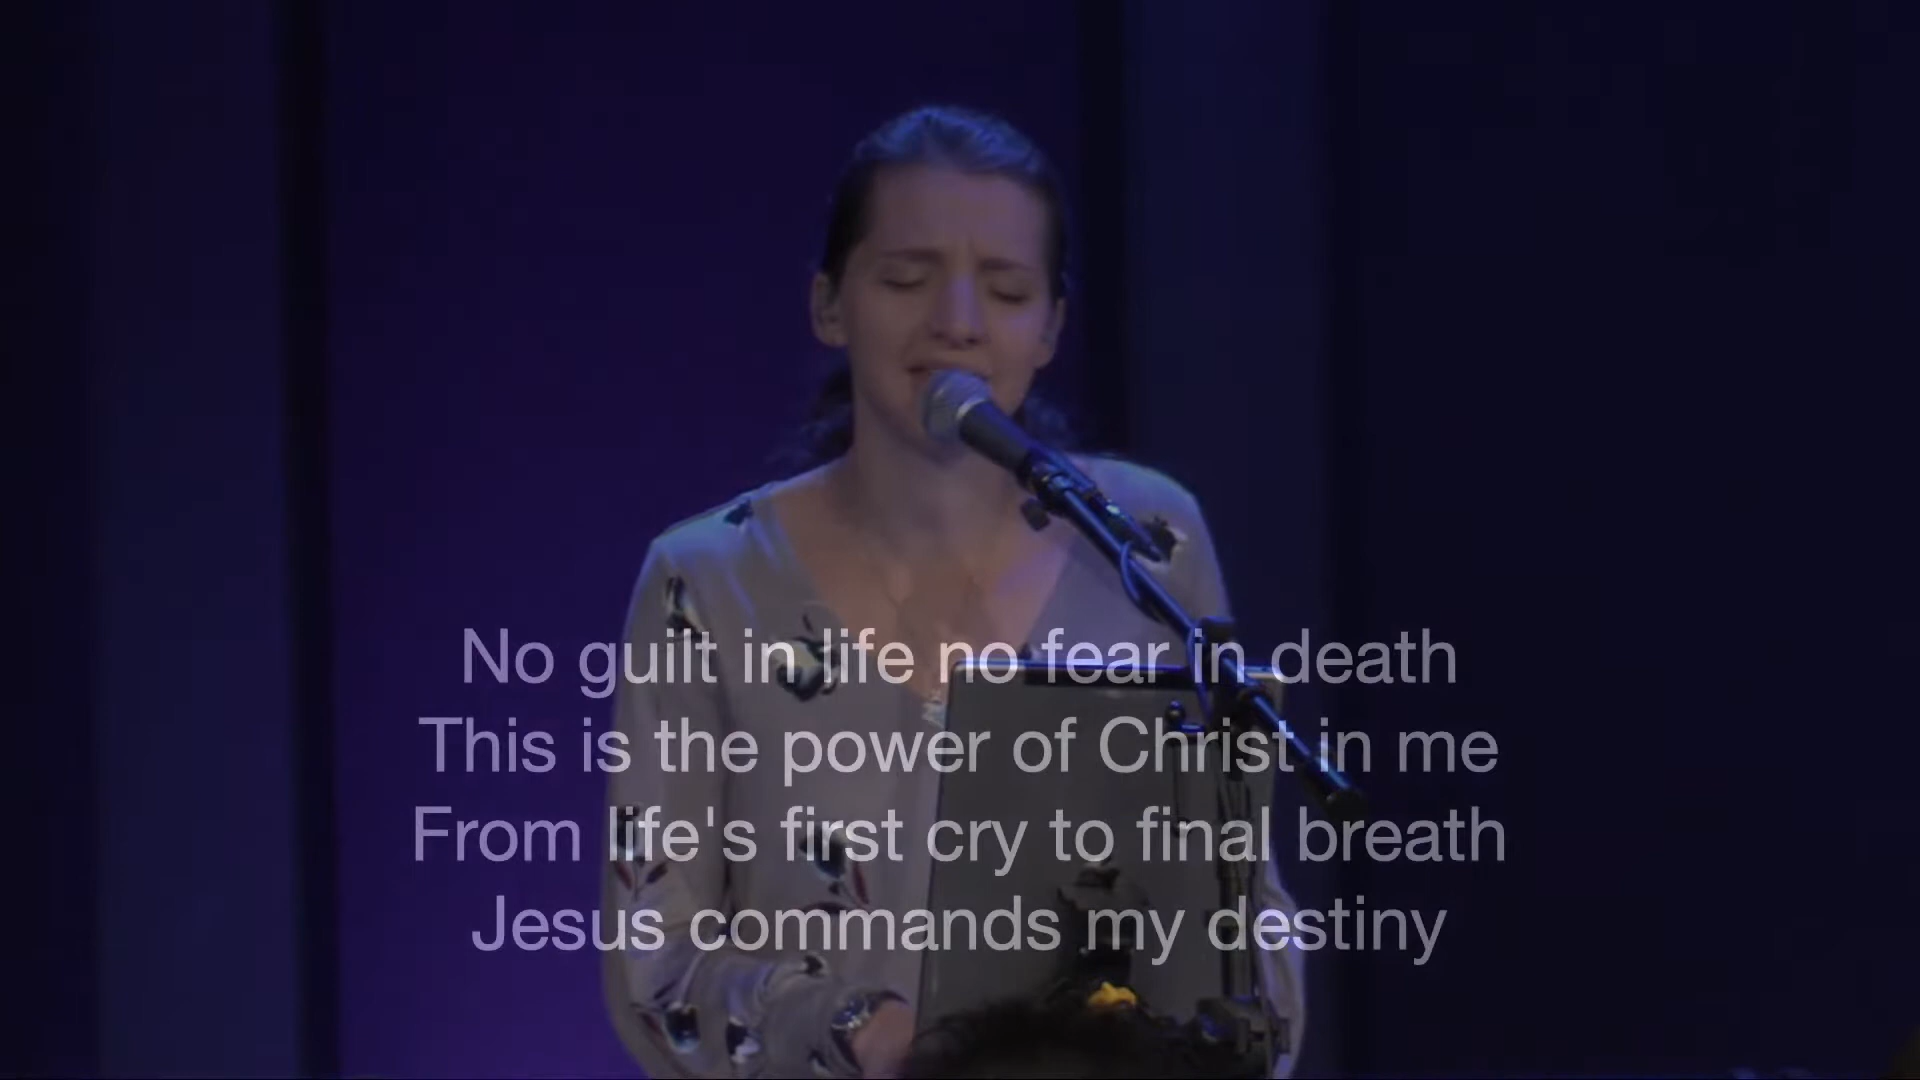 No guilt in life no fear in death
This is the power of Christ in me
From life's first cry to final breath
Jesus commands my destiny